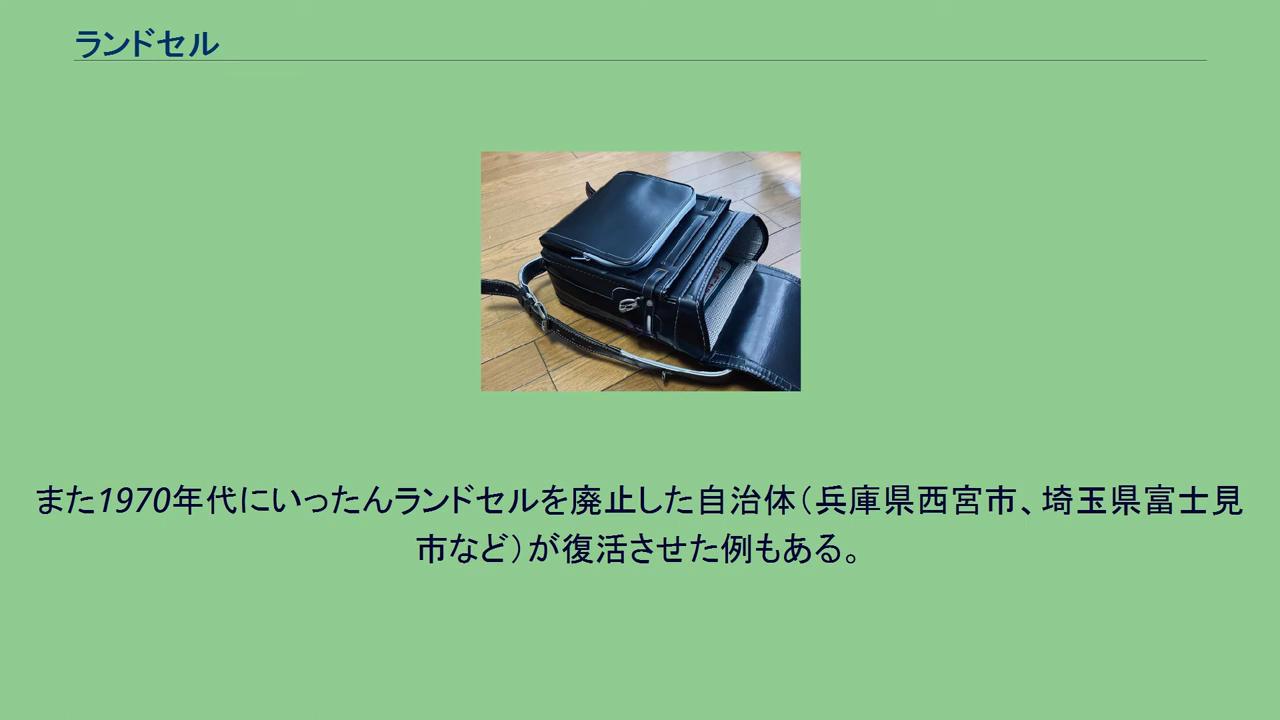 ランドセル
また1970年代にいったんランドセルを廃止した自治体（兵庫県西宮市、埼玉県富士見
市など）が復活させた例もある。